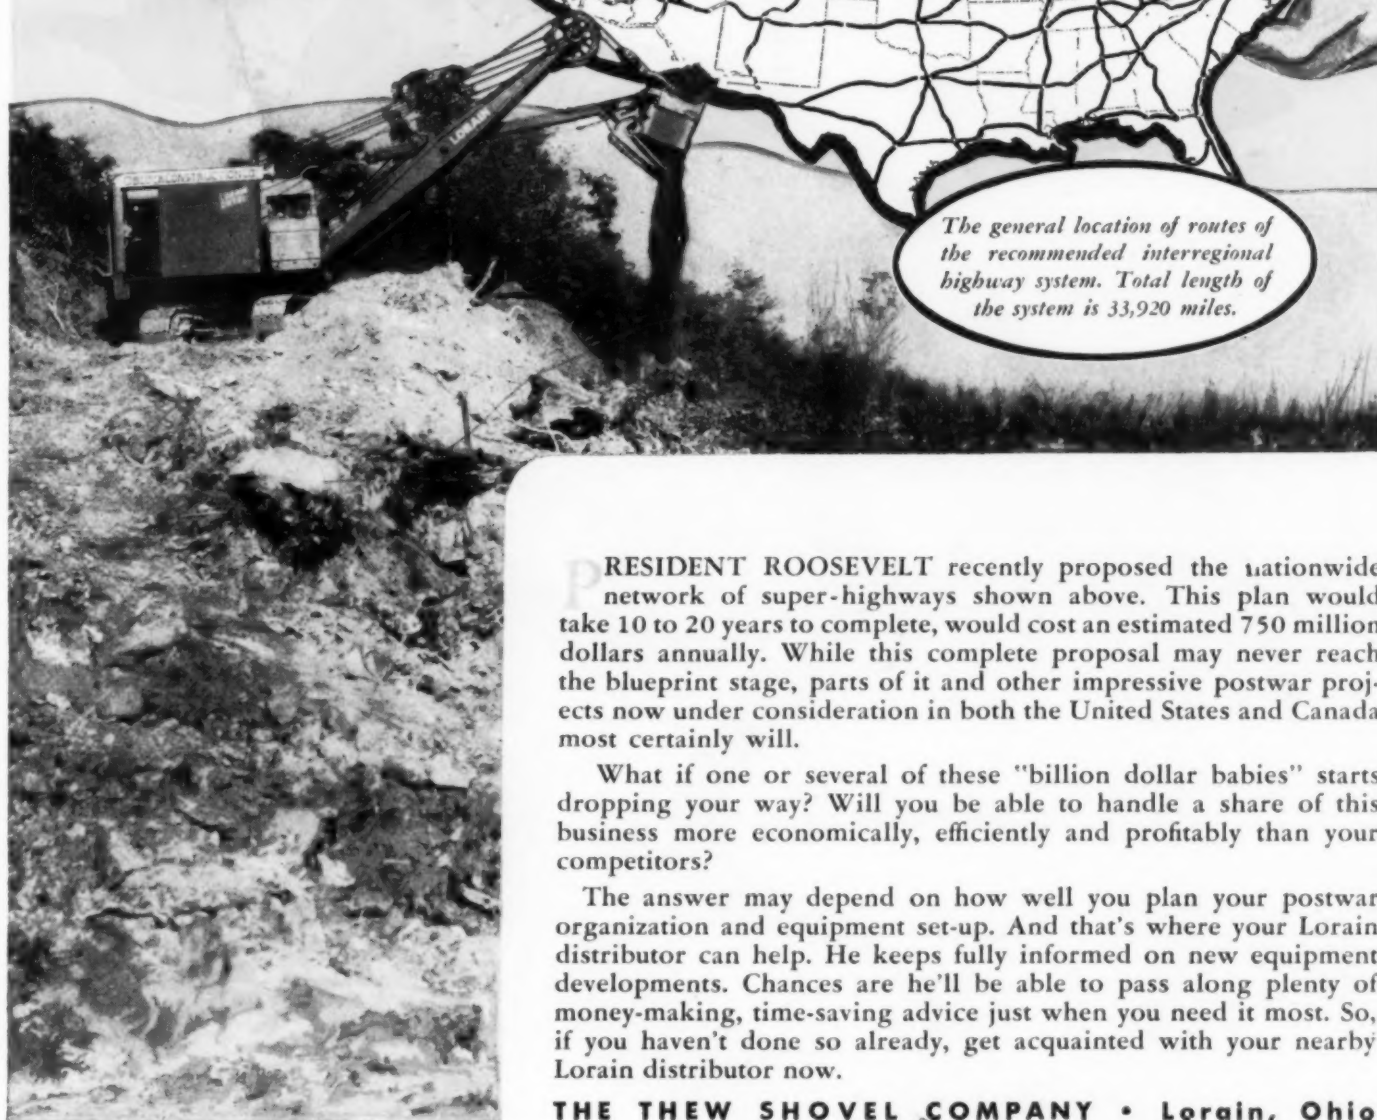 LORAIN
The general location of routes of
the recommended interregional
highway system. Total length of
the system is 33,920 miles.
PRESIDENT ROOSEVELT recently proposed the nationwide
network of super-highways shown above. This plan would
take 10 to 20 years to complete, would cost an estimated 750 million
dollars annually. While this complete proposal may never reach
the blueprint stage, parts of it and other impressive postwar proj-
ects now under consideration in both the United States and Canada
most certainly will.
What if one or several of these "billion dollar babies" starts
dropping your way? Will you be able to handle a share of this
business more economically, efficiently and profitably than your
competitors?
The answer may depend on how well you plan your postwar
organization and equipment set-up. And that's where your Lorain
distributor can help. He keeps fully informed on new equipment
developments. Chances are he'll be able to pass along plenty of
money-making, time-saving advice just when you need it most. So,
if you haven't done so already, get acquainted with your nearby
Lorain distributor now.
THE THEW SHOVEL COMPANY • Lorain, Ohio